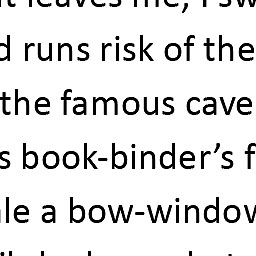 leaves me, I sw
d runs risk of the
the famous cave
s book-binder’s f
le a bow-window